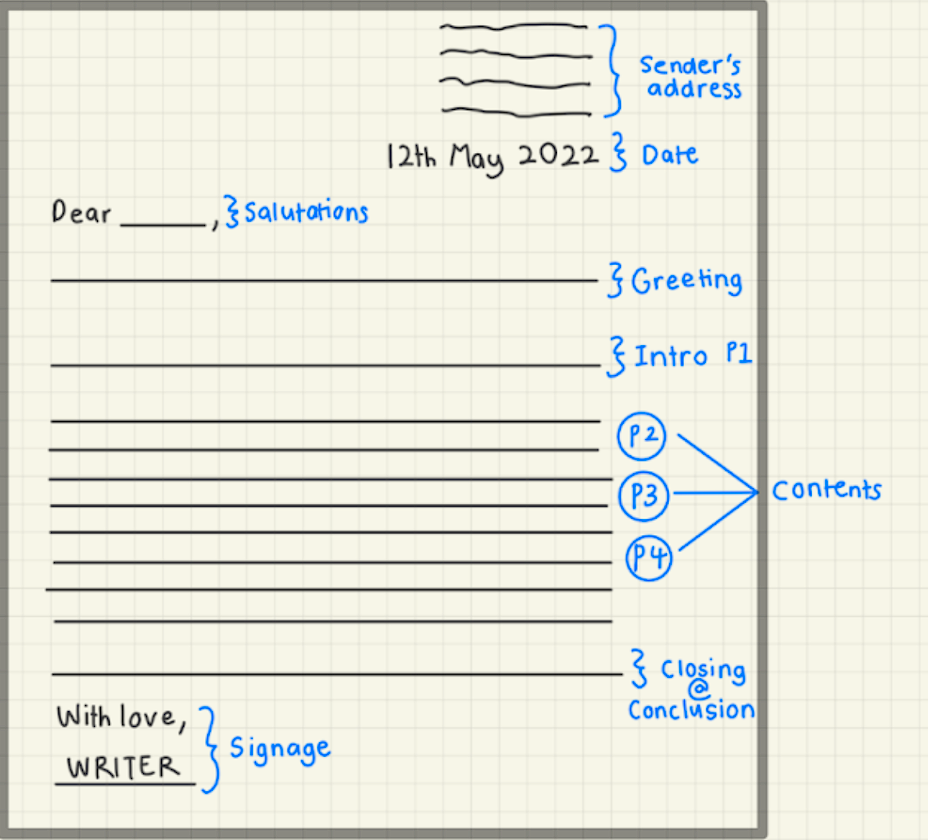 Sender's
address
12th May 2022 Date
Dear ______, Salutations
Greeting
Intro P1
P2
P3
Contents
P4
Closing
@
Conclusion
With love,
Signage
WRITER